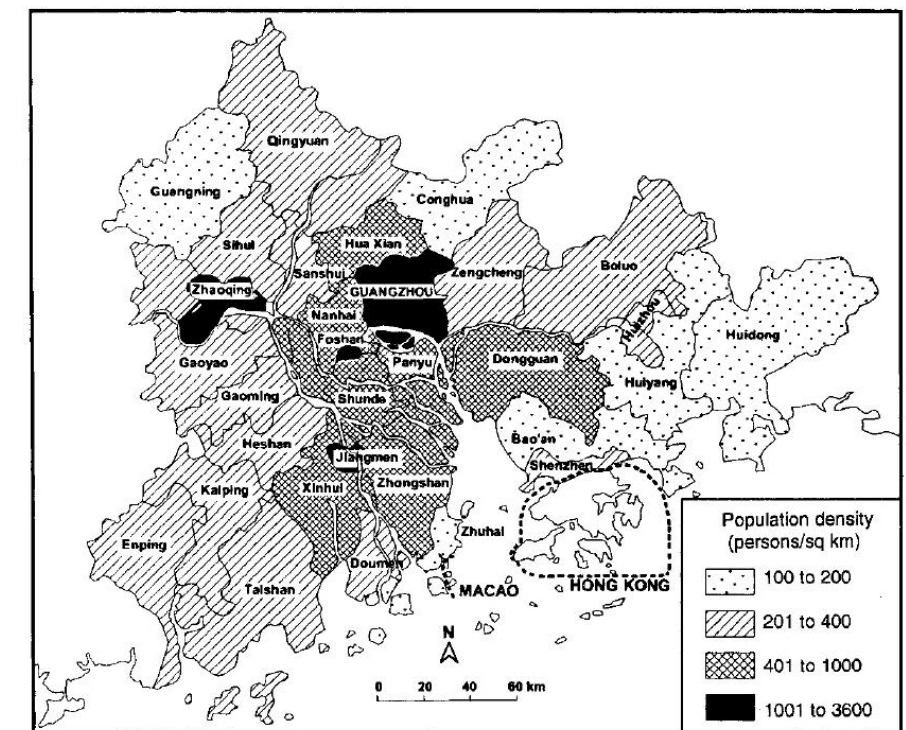 Qingyuan
Guangning
Conghua
Sihui
Hua Xian
Sanshui
Zengcheng
Boluo
Zhaoqing
GUANGZHOU
Nanhai
Huizhou
Foshan
Panyu
Dongguan
Huidong
Gaoyao
Huiyang
Gaoming
Shunde
Heshan
Bao'an
Jiangmen
Shenzhen
Kaiping
Xinhui
Zhongshan
Enping
Zhuhai
Doumen
Taishan
MACAO
HONG KONG
N
0 20 40 60 km
Population density
(persons/sq km)
100 to 200
201 to 400
401 to 1000
1001 to 3600